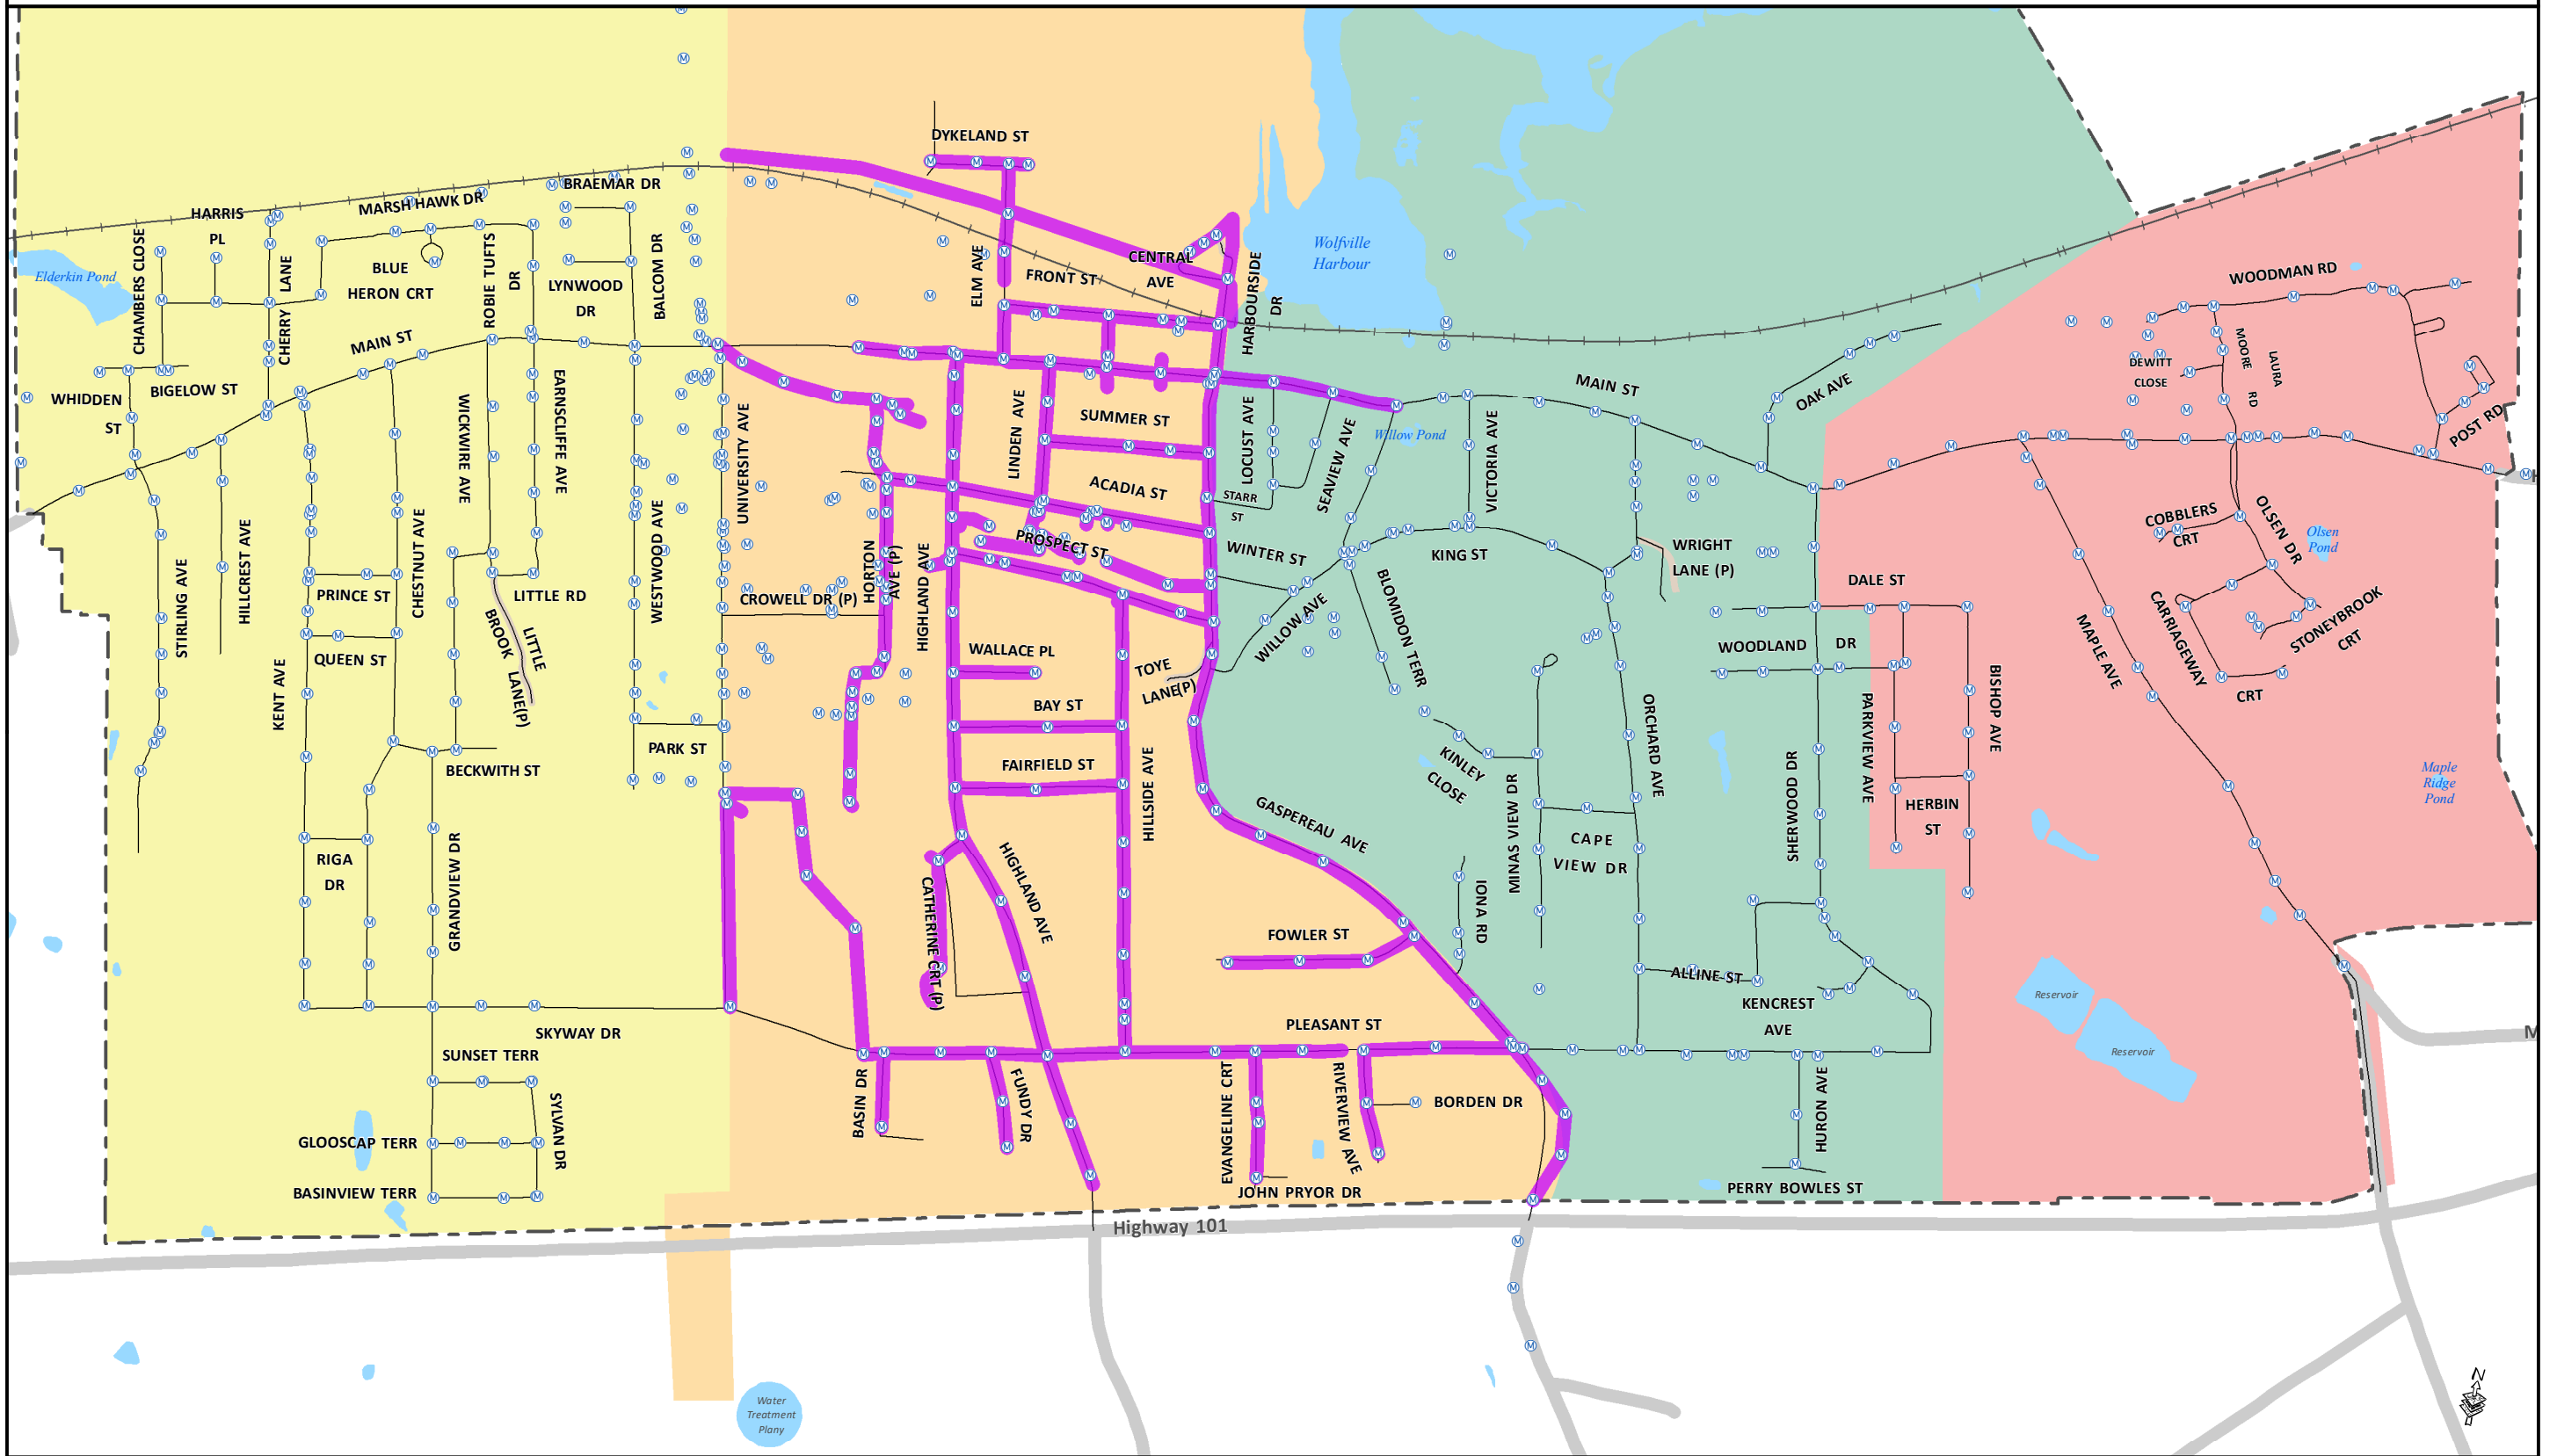 DYKELAND ST
BRAEMAR DR
MARSH HAWK DR
HARRIS
PL
CHAMBERS CLOSE
CHERRY LANE
BLUE
HERON CRT
ROBIE TUFTS
DR
LYNWOOD
DR
BALCOM DR
ELM AVE
FRONT ST
CENTRAL
AVE
HARBOURSIDE
DR
Wolfville
Harbour
Elderkin Pond
WOODMAN RD
MAIN ST
BIGELOW ST
WHIDDEN
ST
WICKWIRE AVE
EARNSCLIFFE AVE
UNIVERSITY AVE
LINDEN AVE
SUMMER ST
ACADIA ST
LOCUST AVE
STARR
ST
SEAVIEW AVE
Willow Pond
VICTORIA AVE
MAIN ST
OAK AVE
DEWITT
CLOSE
MOORE
RD
LAURA
POST RD
STIRLING AVE
HILLCREST AVE
CHESTNUT AVE
WESTWOOD AVE
HORTON
AVE (P)
HIGHLAND AVE
PROSPECT ST
WINTER ST
KING ST
WRIGHT
LANE (P)
COBBLERS
CRT
OLSEN DR
Olsen
Pond
PRINCE ST
LITTLE RD
CROWELL DR (P)
WILLOW AVE
BLOMIDON TERR
DALE ST
CARRIAGEWAY
CRT
STONEYBROOK
CRT
MAPLE AVE
QUEEN ST
LITTLE
BROOK LANE(P)
KENT AVE
WALLACE PL
TOYE
LANE(P)
WOODLAND DR
BAY ST
PARK ST
BECKWITH ST
FAIRFIELD ST
HILLSIDE AVE
KINLEY
CLOSE
ORCHARD AVE
PARKVIEW AVE
BISHOP AVE
Maple
Ridge
Pond
GASPEREAU AVE
MINAS VIEW DR
CAPE
VIEW DR
SHERWOOD DR
HERBIN
ST
RIGA
DR
GRANDVIEW DR
CATHERINE CRT (P)
HIGHLAND AVE
FOWLER ST
IONA RD
ALLINE ST
KENCREST
AVE
Reservoir
Reservoir
SKYWAY DR
PLEASANT ST
SUNSET TERR
SYLVAN DR
BASIN DR
FUNDY DR
EVANGELINE CRT
RIVERVIEW AVE
BORDEN DR
HURON AVE
GLOOSCAP TERR
BASINVIEW TERR
JOHN PRYOR DR
PERRY BOWLES ST
Highway 101
Water
Treatment
Plany
N